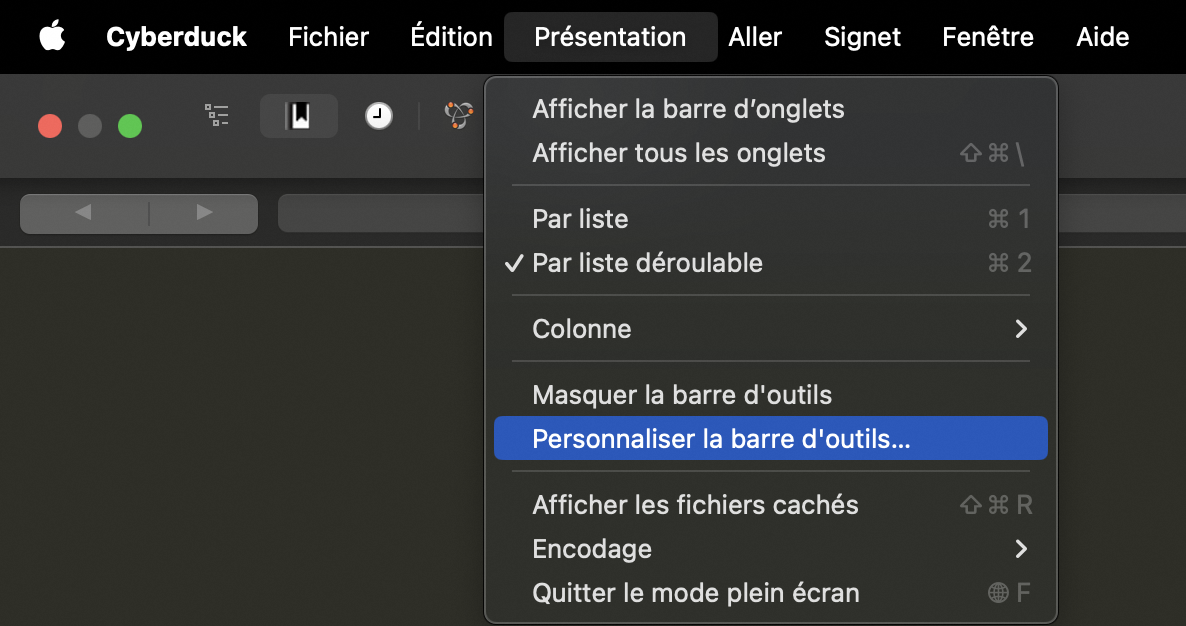 Cyberduck Fichier Édition Présentation Aller Signet Fenêtre Aide
Afficher la barre d’onglets
Afficher tous les onglets ⇧⌘\
Par liste ⌘ 1
✓ Par liste déroulable ⌘ 2
Colonne
Masquer la barre d'outils
Personnaliser la barre d'outils...
Afficher les fichiers cachés ⇧⌘ R
Encodage
Quitter le mode plein écran 🌐 F